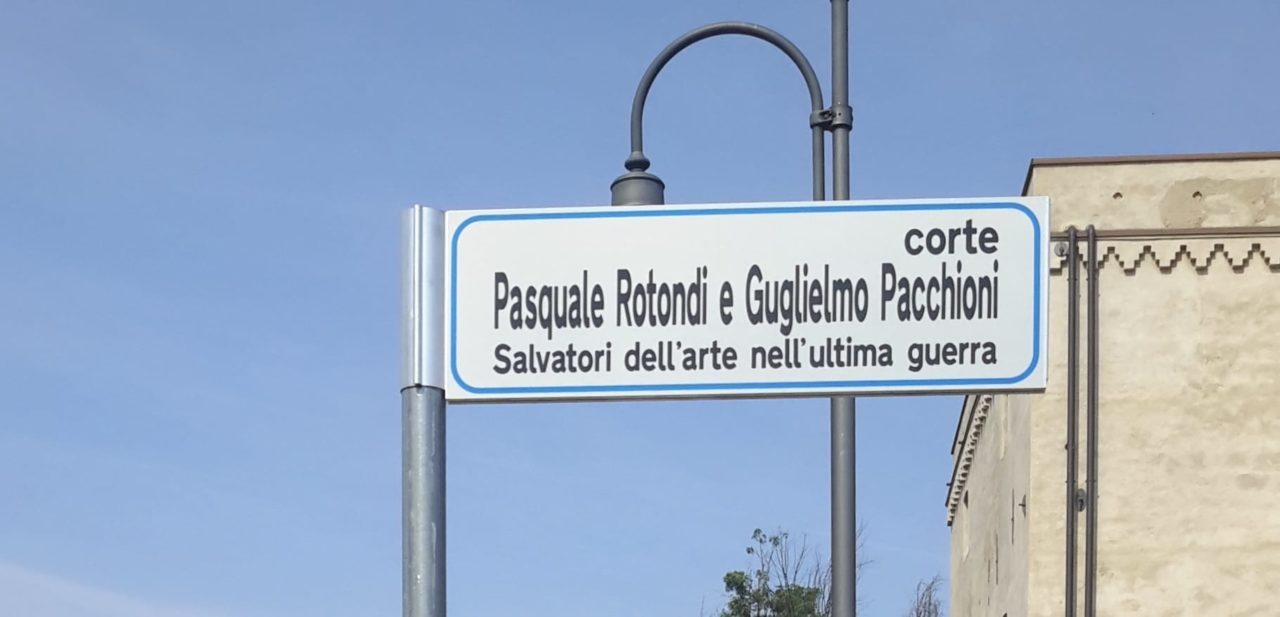 corte
Pasquale Rotondi e Guglielmo Pacchioni
Salvatori dell'arte nell'ultima guerra